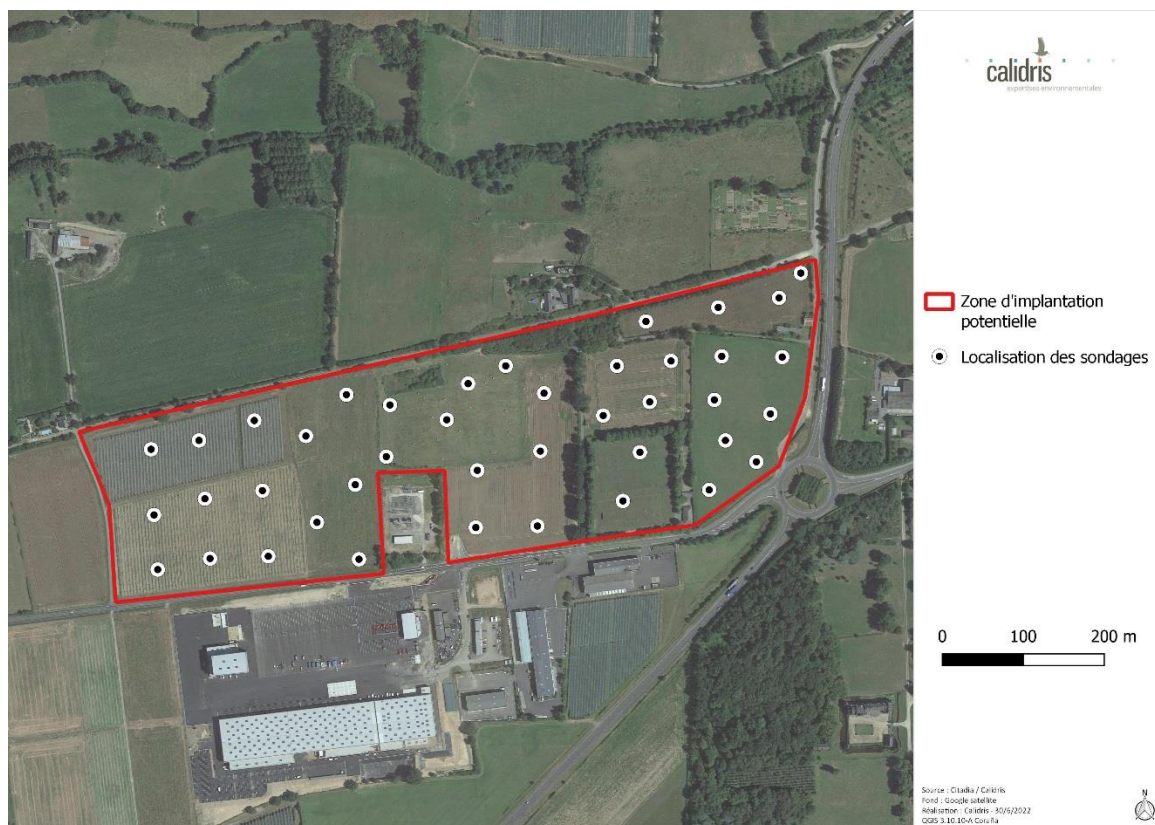 calidris
expertises environnementales
Zone d'implantation
potentielle
Localisation des sondages
0 100 200 m
Source : Citadia / Calidris
Fond : Google satellite
Réalisation : Calidris - 30/6/2022
QGIS 3.10.10-A Coruña
N